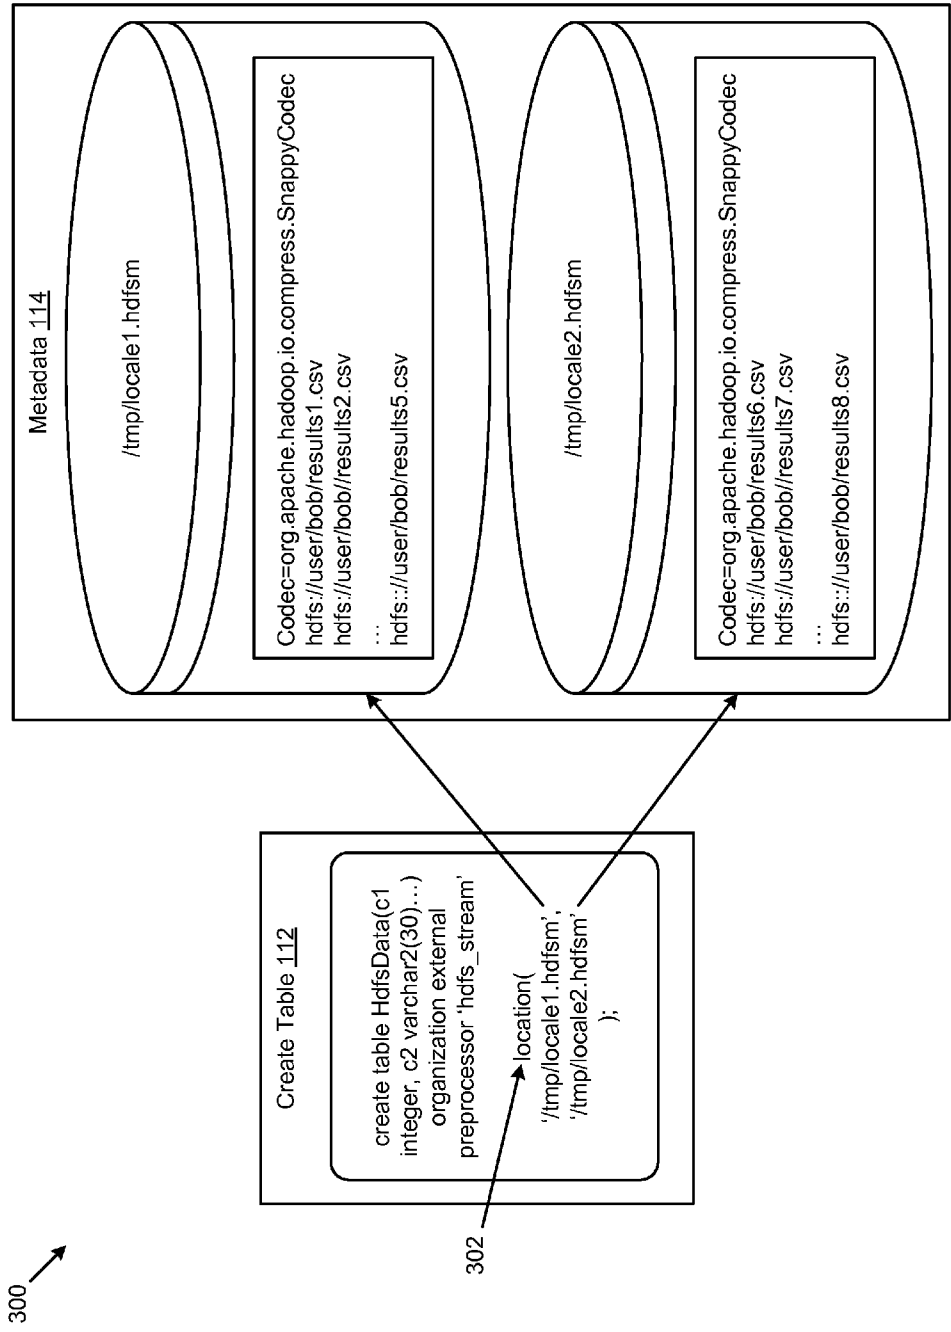 300
302
Create Table 112
create table HdfsData(c1
integer, c2 varchar2(30)…)
organization external
preprocessor ‘hdfs_stream’
location(
‘/tmp/locale1.hdfsm’,
‘/tmp/locale2.hdfsm’
);
Metadata 114
/tmp/locale1.hdfsm
Codec=org.apache.hadoop.io.compress.SnappyCodec
hdfs://user/bob/results1.csv
hdfs://user/bob//results2.csv
…
hdfs:://user/bob/results5.csv
/tmp/locale2.hdfsm
Codec=org.apache.hadoop.io.compress.SnappyCodec
hdfs://user/bob/results6.csv
hdfs://user/bob//results7.csv
…
hdfs:://user/bob/results8.csv